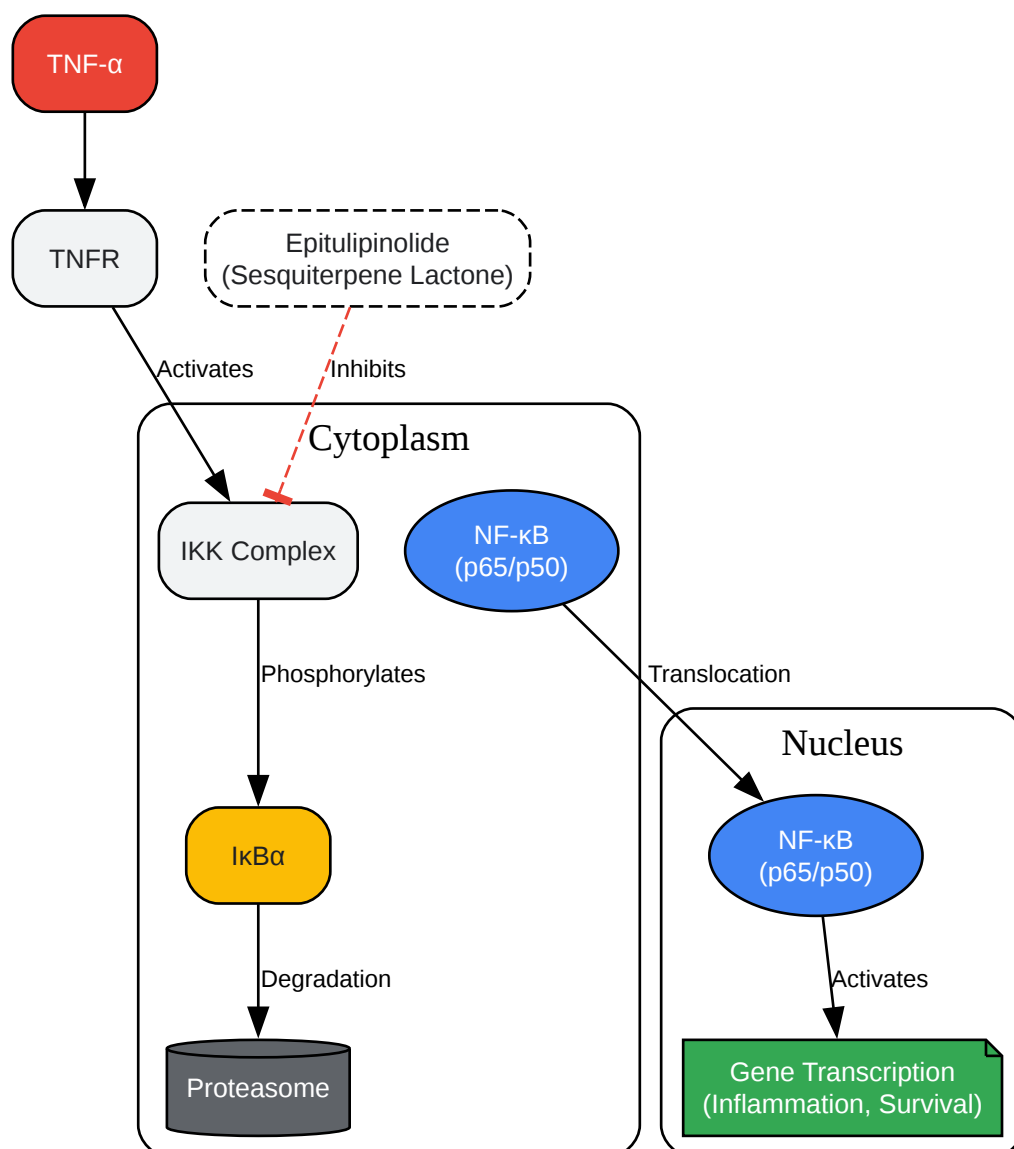 TNF-α
TNFR
Epitulipinolide
(Sesquiterpene Lactone)
Activates
Inhibits
Cytoplasm
IKK Complex
NF-κB
(p65/p50)
Phosphorylates
Translocation
Nucleus
IκBα
NF-κB
(p65/p50)
Degradation
Activates
Proteasome
Gene Transcription
(Inflammation, Survival)